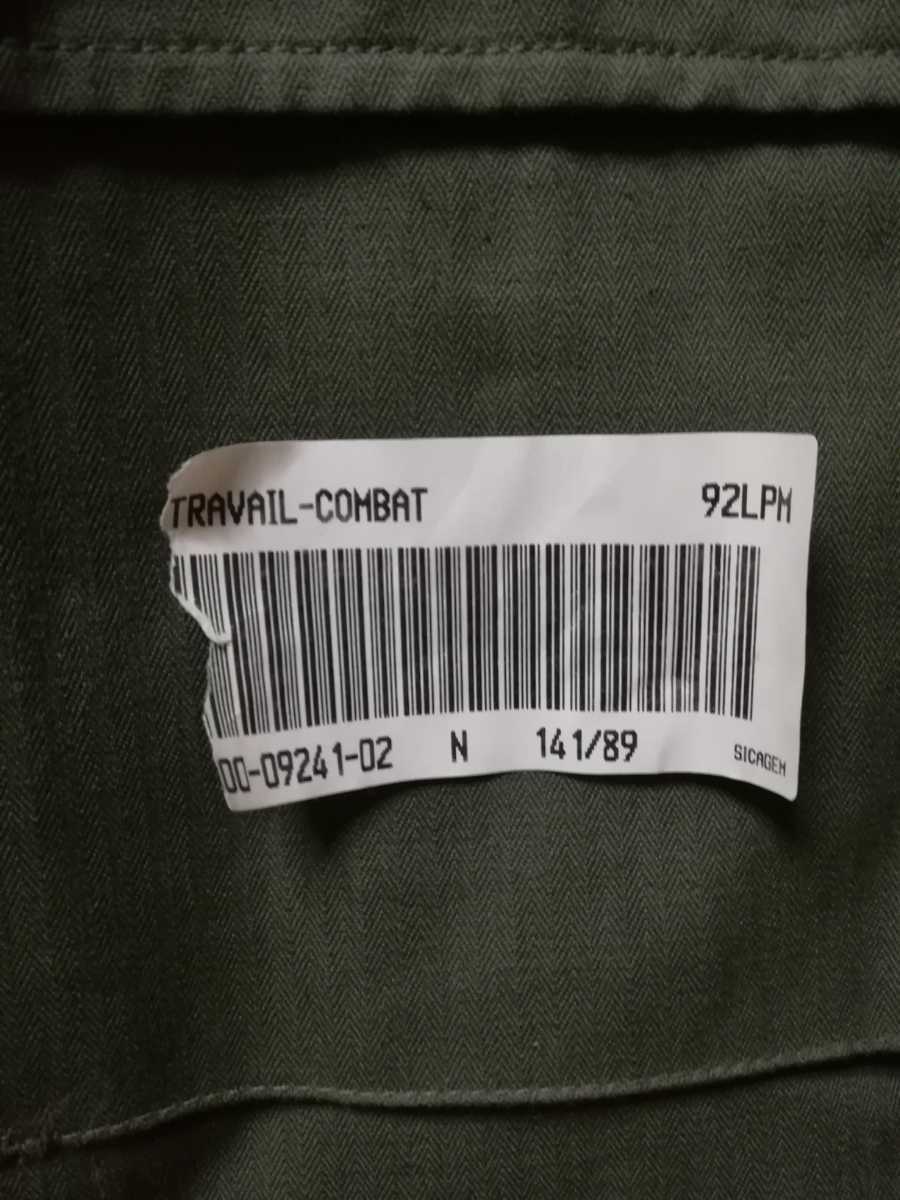 TRAVAIL-COMBAT 92LPM
00-09241-02 N 141/89 SICAGEM